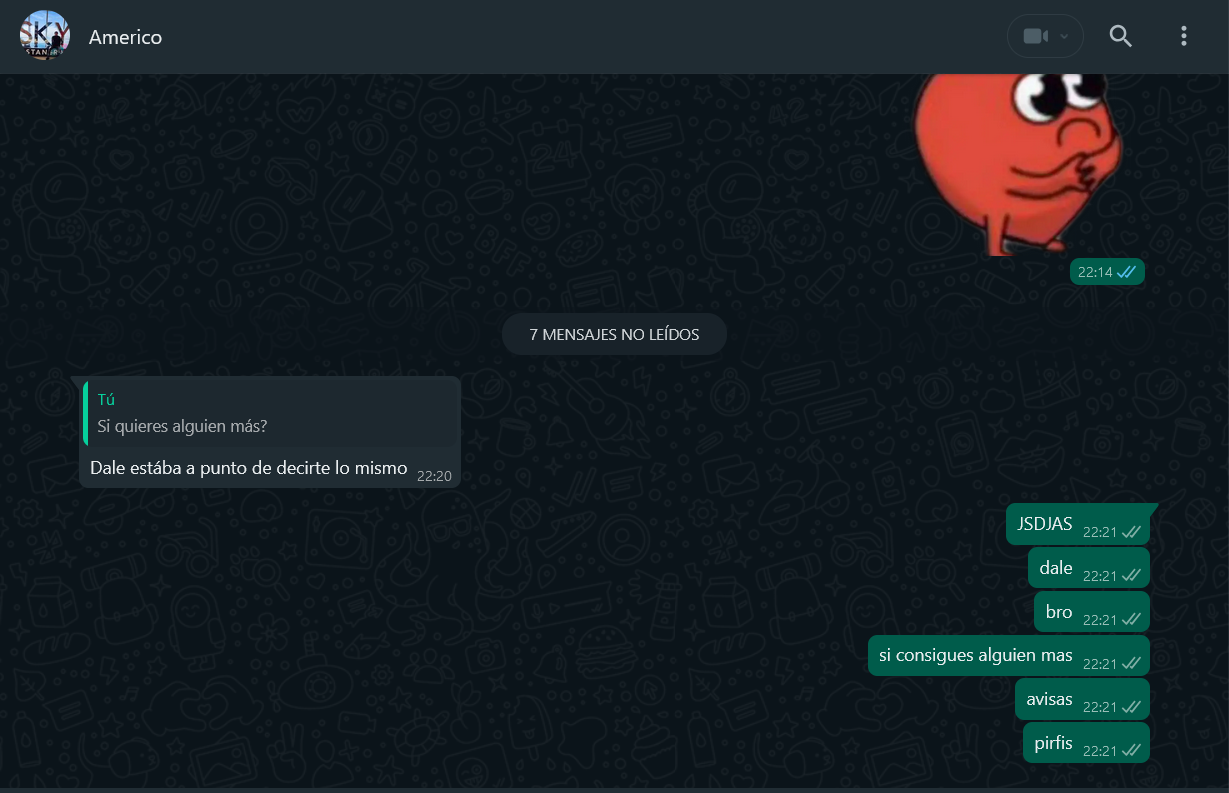 SKY
Americo
22:14
7 MENSAJES NO LEÍDOS
Tú
Si quieres alguien más?
Dale estába a punto de decirte lo mismo 22:20
JSDJAS 22:21
dale 22:21
bro 22:21
si consigues alguien mas 22:21
avisas 22:21
pirfis 22:21